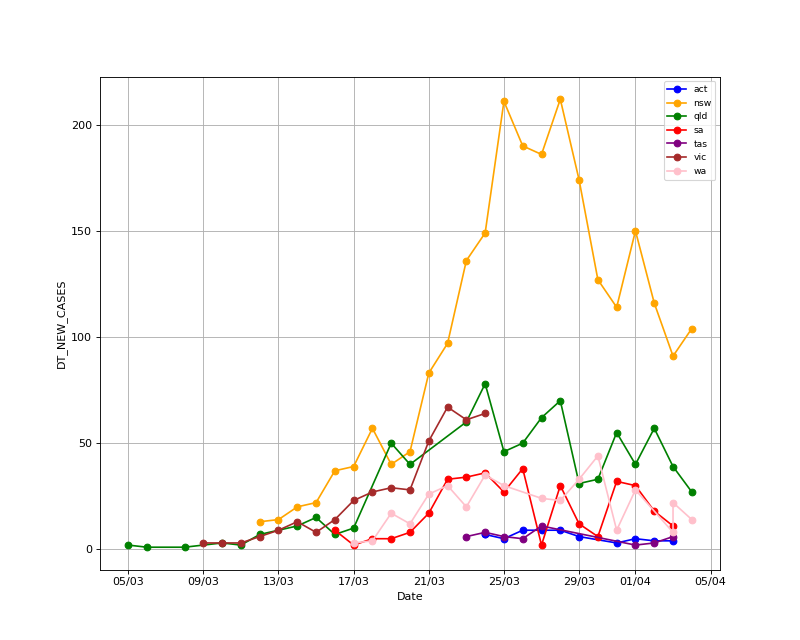 act
nsw
qld
sa
tas
vic
wa
200
150
100
50
0
DT_NEW_CASES
05/03 09/03 13/03 17/03 21/03 25/03 29/03 01/04 05/04
Date